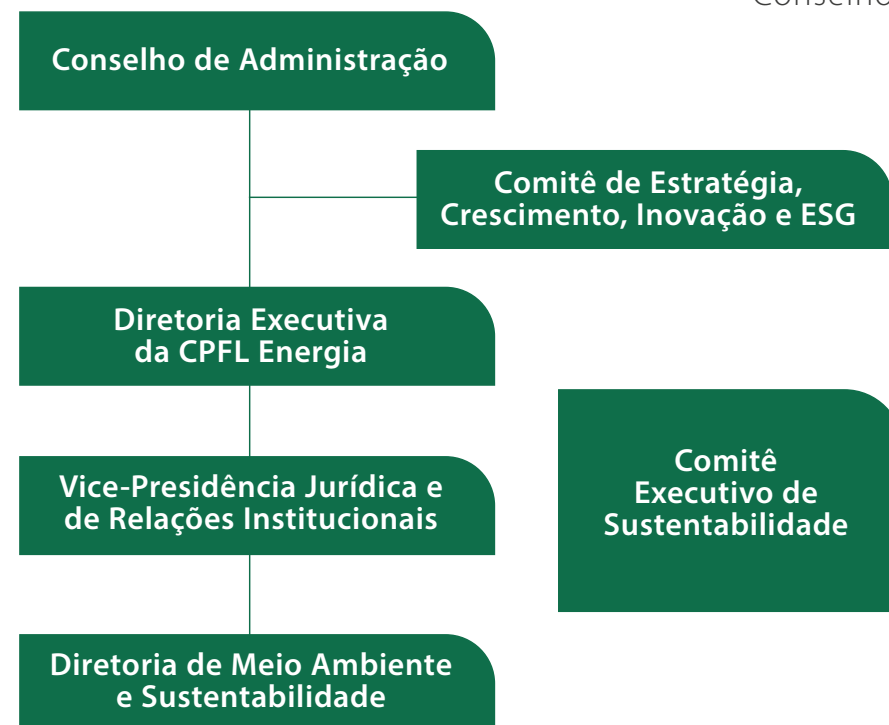 Conselho
Conselho de Administração
Comitê de Estratégia,
Crescimento, Inovação e ESG
Diretoria Executiva
da CPFL Energia
Vice-Presidência Jurídica e
de Relações Institucionais
Comitê
Executivo de
Sustentabilidade
Diretoria de Meio Ambiente
e Sustentabilidade